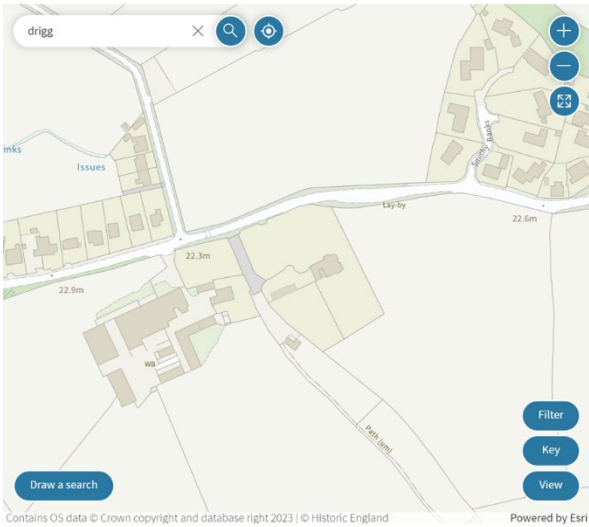 drigg
Smithy Banks
inks
Issues
Lay-by
22.6m
22.3m
22.9m
WB
Path (um)
Filter
Key
View
Draw a search
Contains OS data © Crown copyright and database right 2023 | © Historic England
Powered by Esri